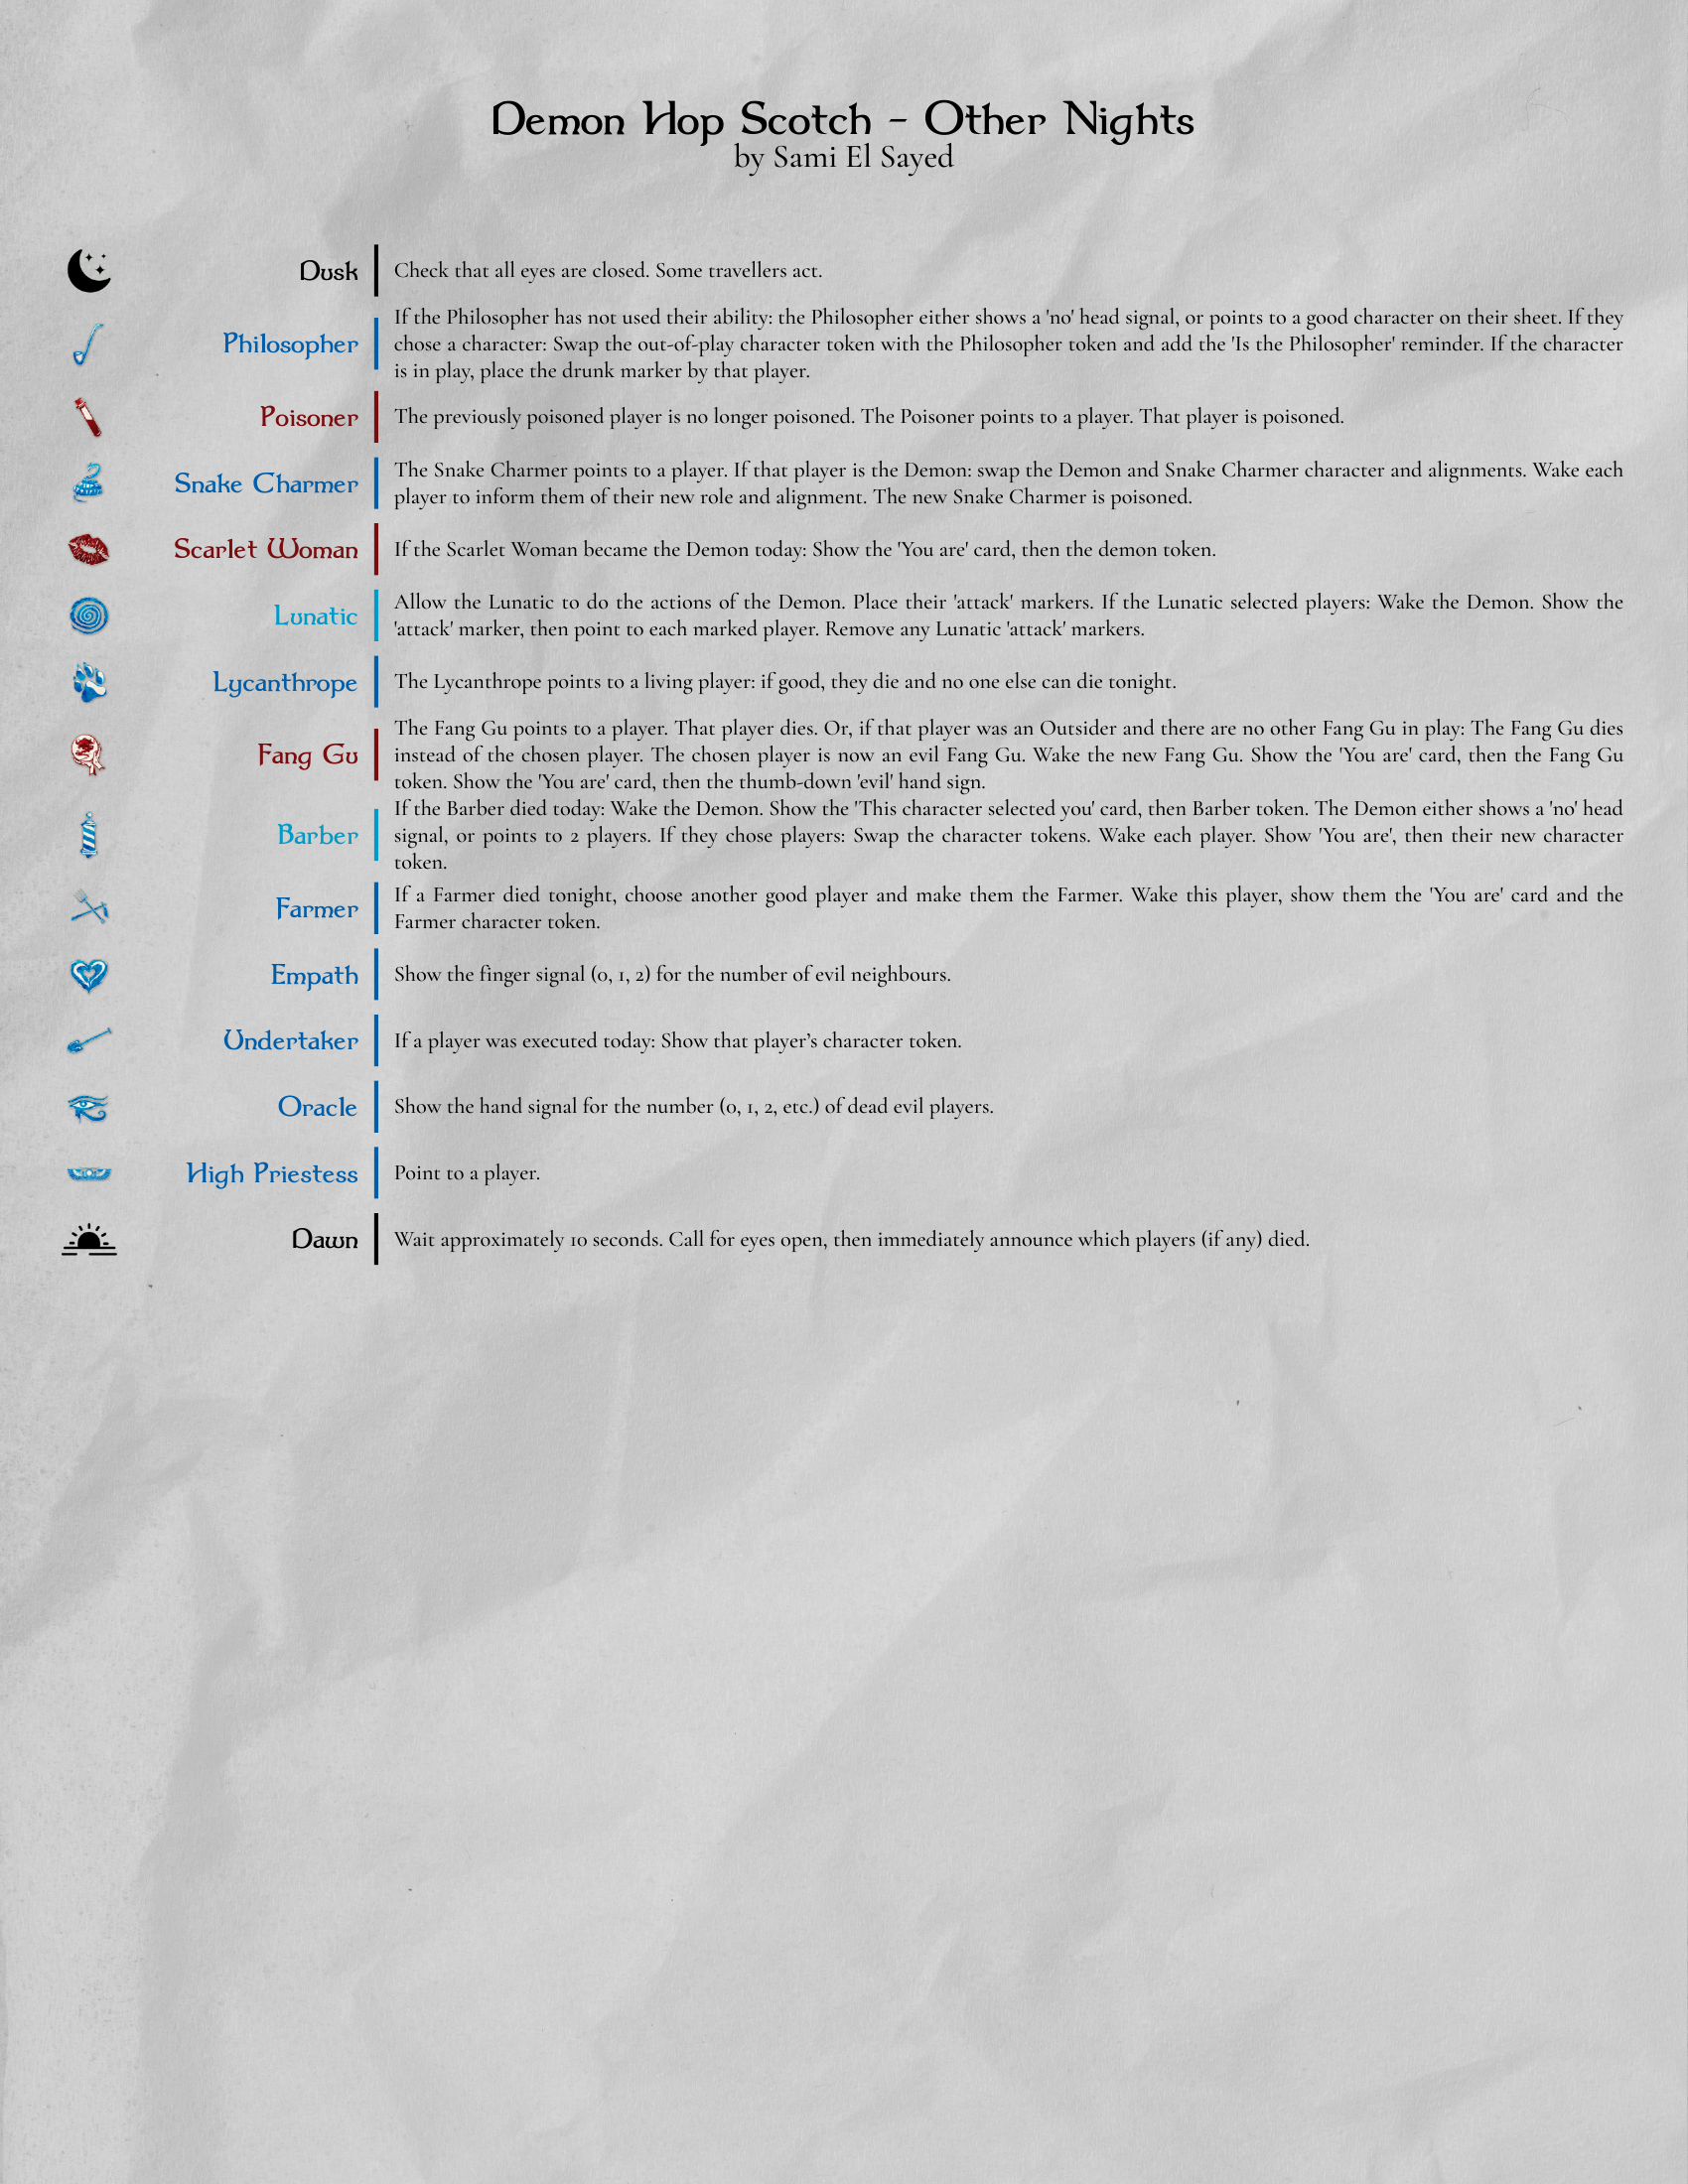 Demon Hop Scotch - Other Nights
by Sami El Sayed
Dusk
Check that all eyes are closed. Some travellers act.
Philosopher
If the Philosopher has not used their ability: the Philosopher either shows a 'no' head signal, or points to a good character on their sheet. If they
chose a character: Swap the out-of-play character token with the Philosopher token and add the 'Is the Philosopher' reminder. If the character
is in play, place the drunk marker by that player.
Poisoner
The previously poisoned player is no longer poisoned. The Poisoner points to a player. That player is poisoned.
Snake Charmer
The Snake Charmer points to a player. If that player is the Demon: swap the Demon and Snake Charmer character and alignments. Wake each
player to inform them of their new role and alignment. The new Snake Charmer is poisoned.
Scarlet Woman
If the Scarlet Woman became the Demon today: Show the 'You are' card, then the demon token.
Lunatic
Allow the Lunatic to do the actions of the Demon. Place their 'attack' markers. If the Lunatic selected players: Wake the Demon. Show the
'attack' marker, then point to each marked player. Remove any Lunatic 'attack' markers.
Lycanthrope
The Lycanthrope points to a living player: if good, they die and no one else can die tonight.
Fang Gu
The Fang Gu points to a player. That player dies. Or, if that player was an Outsider and there are no other Fang Gu in play: The Fang Gu dies
instead of the chosen player. The chosen player is now an evil Fang Gu. Wake the new Fang Gu. Show the 'You are' card, then the Fang Gu
token. Show the 'You are' card, then the thumb-down 'evil' hand sign.
Barber
If the Barber died today: Wake the Demon. Show the 'This character selected you' card, then Barber token. The Demon either shows a 'no' head
signal, or points to 2 players. If they chose players: Swap the character tokens. Wake each player. Show 'You are', then their new character
token.
Farmer
If a Farmer died tonight, choose another good player and make them the Farmer. Wake this player, show them the 'You are' card and the
Farmer character token.
Empath
Show the finger signal (0, 1, 2) for the number of evil neighbours.
Undertaker
If a player was executed today: Show that player’s character token.
Oracle
Show the hand signal for the number (0, 1, 2, etc.) of dead evil players.
High Priestess
Point to a player.
Dawn
Wait approximately 10 seconds. Call for eyes open, then immediately announce which players (if any) died.